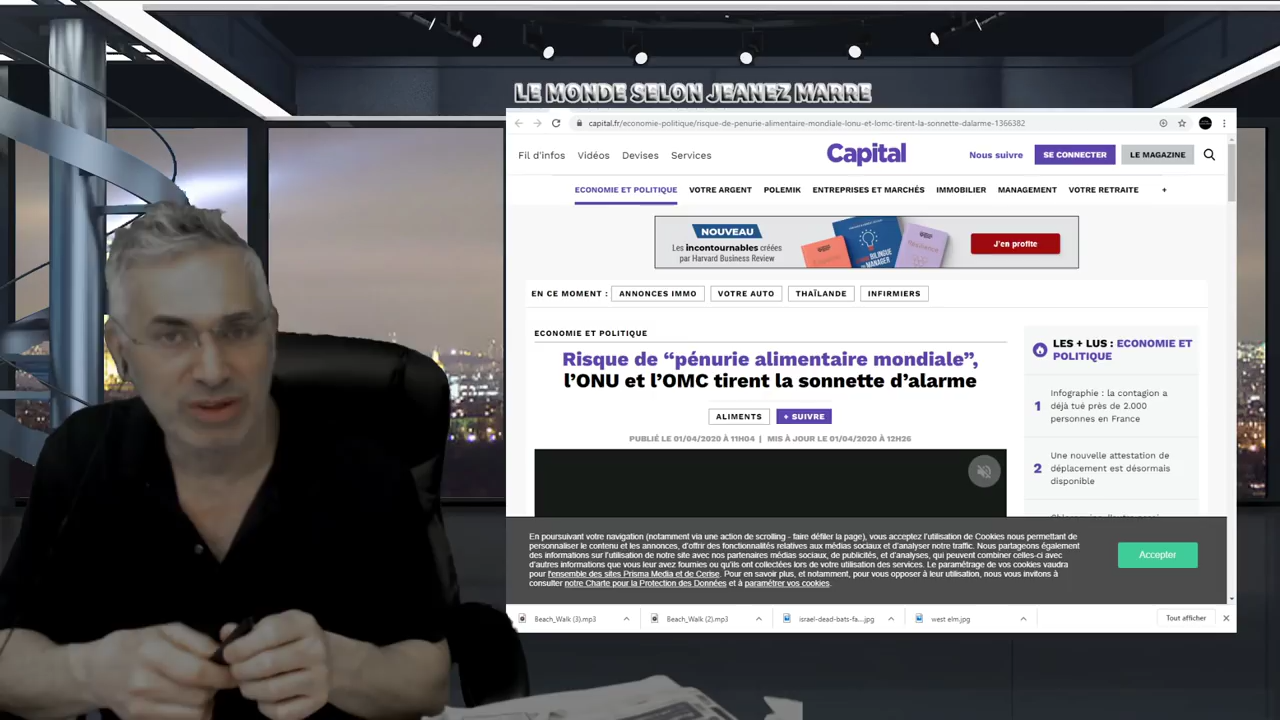 LE MONDE SELON JEANEZ MARRE
capital.fr/economie-politique/risque-de-penurie-alimentaire-mondiale-lonu-et-lomc-tirent-la-sonnette-dalarme-1366382
Fil d'infos Vidéos Devises Services
Capital
Nous suivre
SE CONNECTER
LE MAGAZINE
ECONOMIE ET POLITIQUE VOTRE ARGENT POLEMIK ENTREPRISES ET MARCHÉS IMMOBILIER MANAGEMENT VOTRE RETRAITE +
NOUVEAU
Les incontournables créées
par Harvard Business Review
BILINGUE
MANAGER
J'en profite
EN CE MOMENT : ANNONCES IMMO VOTRE AUTO THAÏLANDE INFIRMIERS
ECONOMIE ET POLITIQUE
Risque de “pénurie alimentaire mondiale”,
l’ONU et l’OMC tirent la sonnette d’alarme
ALIMENTS + SUIVRE
PUBLIÉ LE 01/04/2020 À 11H04 | MIS À JOUR LE 01/04/2020 À 12H26
LES + LUS : ECONOMIE ET
POLITIQUE
1 Infographie : la contagion a
déjà tué près de 2.000
personnes en France
2 Une nouvelle attestation de
déplacement est désormais
disponible
En poursuivant votre navigation (notamment via une action de scrolling - faire défiler la page), vous acceptez l'utilisation de Cookies nous permettant de
personnaliser le contenu et les annonces, d'offrir des fonctionnalités relatives aux médias sociaux et d'analyser notre trafic. Nous partageons également
des informations sur l'utilisation de notre site avec nos partenaires médias sociaux, de publicités, et d'analyses, qui peuvent combiner celles-ci avec
d'autres informations que vous leur avez fournies ou qu'ils ont collectées lors de votre utilisation des services. Le paramétrage de vos cookies vaudra
pour l'ensemble des sites Prisma Media et de Cerise. Pour en savoir plus, et notamment, pour vous opposer à leur utilisation, nous vous invitons à
consulter notre Charte pour la Protection des Données et à paramétrer vos cookies.
Accepter
Beach_Walk (3).mp3 Beach_Walk (2).mp3 israel-dead-bats-fa....jpg west elm.jpg Tout afficher